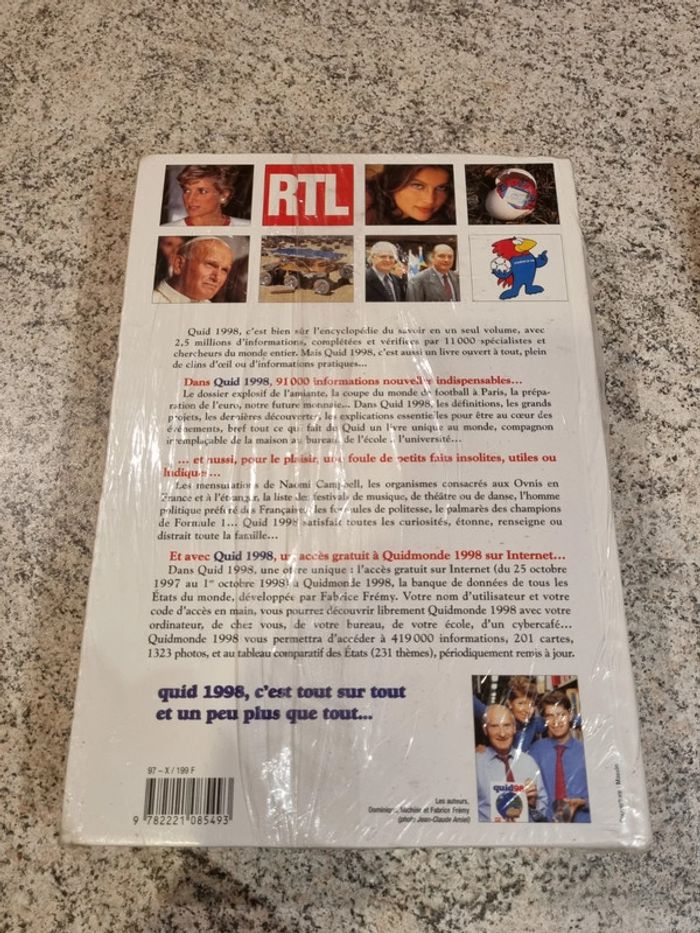 RTL
Quid 1998, c'est bien sûr l'encyclopédie du savoir en un seul volume, avec
2,5 millions d'informations, complétées et vérifiées par 11 000 spécialistes et
chercheurs du monde entier. Mais Quid 1998, c'est aussi un livre ouvert à tout, plein
de clins d'œil ou d'informations pratiques...
Dans Quid 1998, 91 000 informations nouvelles indispensables...
Le dossier explosif de l'amiante, la coupe du monde de football à Paris, la prépa-
ration de l'euro, notre future monnaie... Dans Quid 1998, les définitions, les grands
projets, les dernières découvertes, les explications essentielles pour être au cœur des
événements, bref tout ce qui fait du Quid un livre unique au monde, compagnon
irremplaçable de la maison au bureau, de l'école à l'université...
... et aussi, pour le plaisir, une foule de petits faits insolites, utiles ou
ludiques...
Les mensurations de Naomi Campbell, les organismes consacrés aux Ovnis en
France et à l'étranger, la liste des festivals de musique, de théâtre ou de danse, l'homme
politique préféré des Françaises, les formules de politesse, le palmarès des champions
de Formule 1... Quid 1998 satisfait toutes les curiosités, étonne, renseigne ou
distrait toute la famille...
Et avec Quid 1998, un accès gratuit à Quidmonde 1998 sur Internet...
Dans Quid 1998, une offre unique : l'accès gratuit sur Internet (du 25 octobre
1997 au 1er octobre 1998) à Quidmonde 1998, la banque de données de tous les
États du monde, développée par Fabrice Frémy. Votre nom d'utilisateur et votre
code d'accès en main, vous pourrez découvrir librement Quidmonde 1998 avec votre
ordinateur, de chez vous, de votre bureau, de votre école, d'un cybercafé...
Quidmonde 1998 vous permettra d'accéder à 419 000 informations, 201 cartes,
1323 photos, et au tableau comparatif des États (231 thèmes), périodiquement remis à jour.
quid 1998, c'est tout sur tout
et un peu plus que tout...
97 – X / 199 F
9 782221 085493
quid98
Les auteurs,
Dominique, Michèle et Fabrice Frémy
(photo Jean-Claude Amiel)